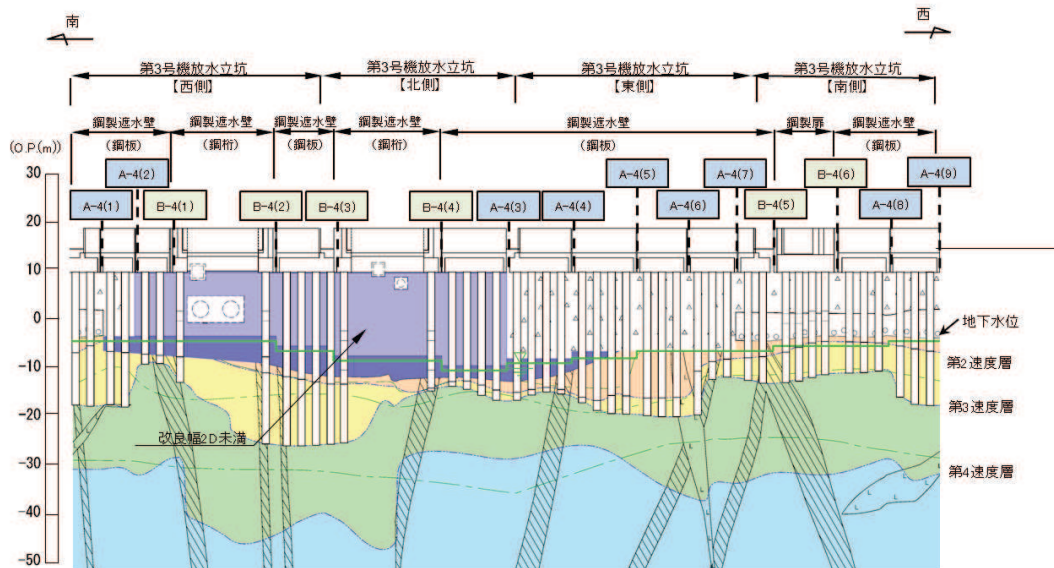 南
西
第3号機放水立坑
【西側】
第3号機放水立坑
【北側】
第3号機放水立坑
【東側】
第3号機放水立坑
【南側】
鋼製遮水壁
(鋼板)
鋼製遮水壁
(鋼桁)
鋼製遮水壁
(鋼板)
鋼製遮水壁
(鋼桁)
鋼製遮水壁
(鋼板)
鋼製扉
鋼製遮水壁
(鋼板)
(O.P.(m))
30
20
10
0
-10
-20
-30
-40
-50
A-4(1)
A-4(2)
B-4(1)
B-4(2)
B-4(3)
B-4(4)
A-4(3)
A-4(4)
A-4(5)
A-4(6)
A-4(7)
B-4(5)
B-4(6)
A-4(8)
A-4(9)
地下水位
第2速度層
第3速度層
第4速度層
改良幅2D未満
L
L
L
L
L
L
L
L